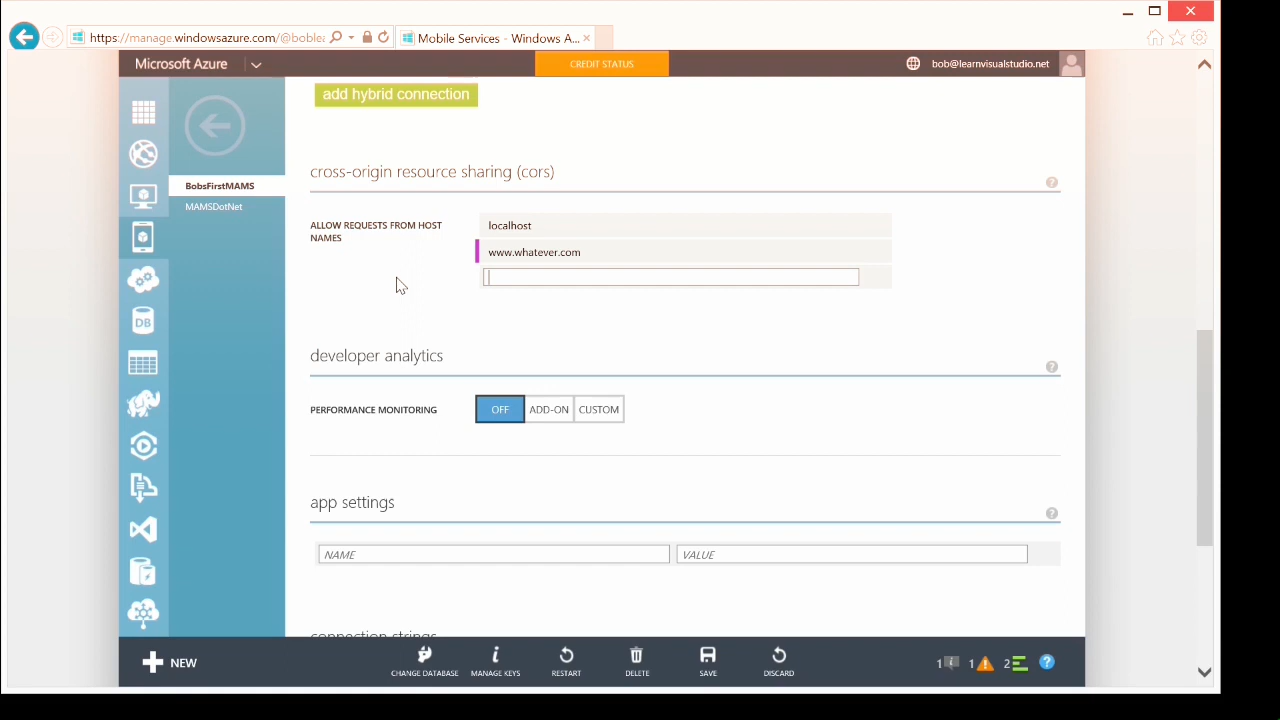 https://manage.windowsazure.com/@boble
Mobile Services - Windows A...
Microsoft Azure
CREDIT STATUS
bob@learnvisualstudio.net
add hybrid connection
BobsFirstMAMS
MAMSDotNet
cross-origin resource sharing (cors)
?
ALLOW REQUESTS FROM HOST
NAMES
localhost
www.whatever.com
developer analytics
?
PERFORMANCE MONITORING
OFF
ADD-ON
CUSTOM
app settings
?
NAME
VALUE
DB
connection strings
NEW
CHANGE DATABASE
MANAGE KEYS
RESTART
DELETE
SAVE
DISCARD
1
1
2
?